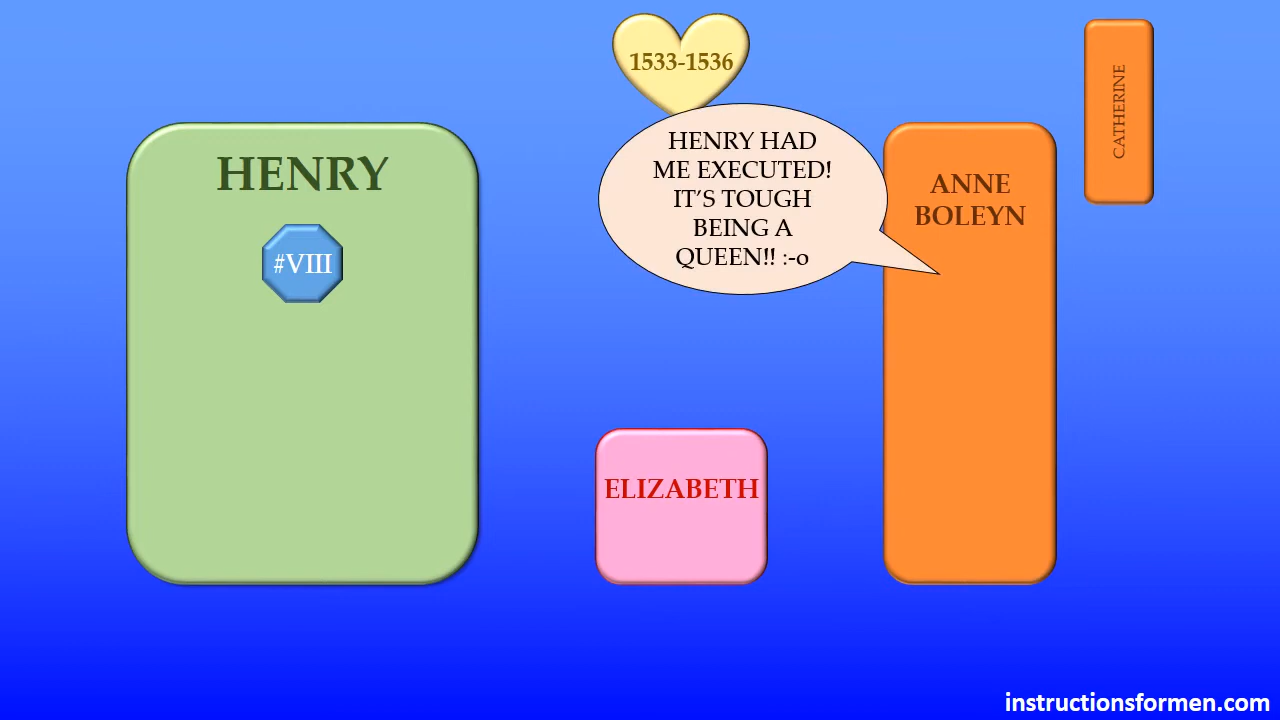 1533-1536
CATHERINE
HENRY
#VIII
HENRY HAD
ME EXECUTED!
IT’S TOUGH
BEING A
QUEEN!! :-o
ANNE
BOLEYN
ELIZABETH
instructionsformen.com